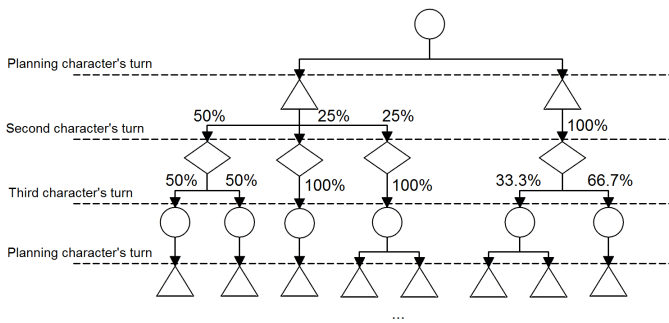 Planning character's turn
50% 25% 25%
Second character's turn 100%
50% 50% 100% 100% 33.3% 66.7%
Third character's turn
Planning character's turn
...